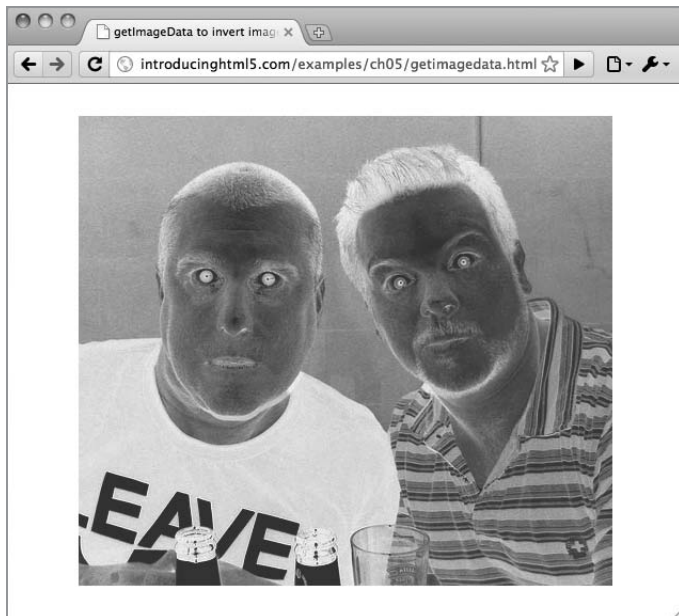 getImageData to invert imag
introducinghtml5.com/examples/ch05/getimagedata.html
LEAVE